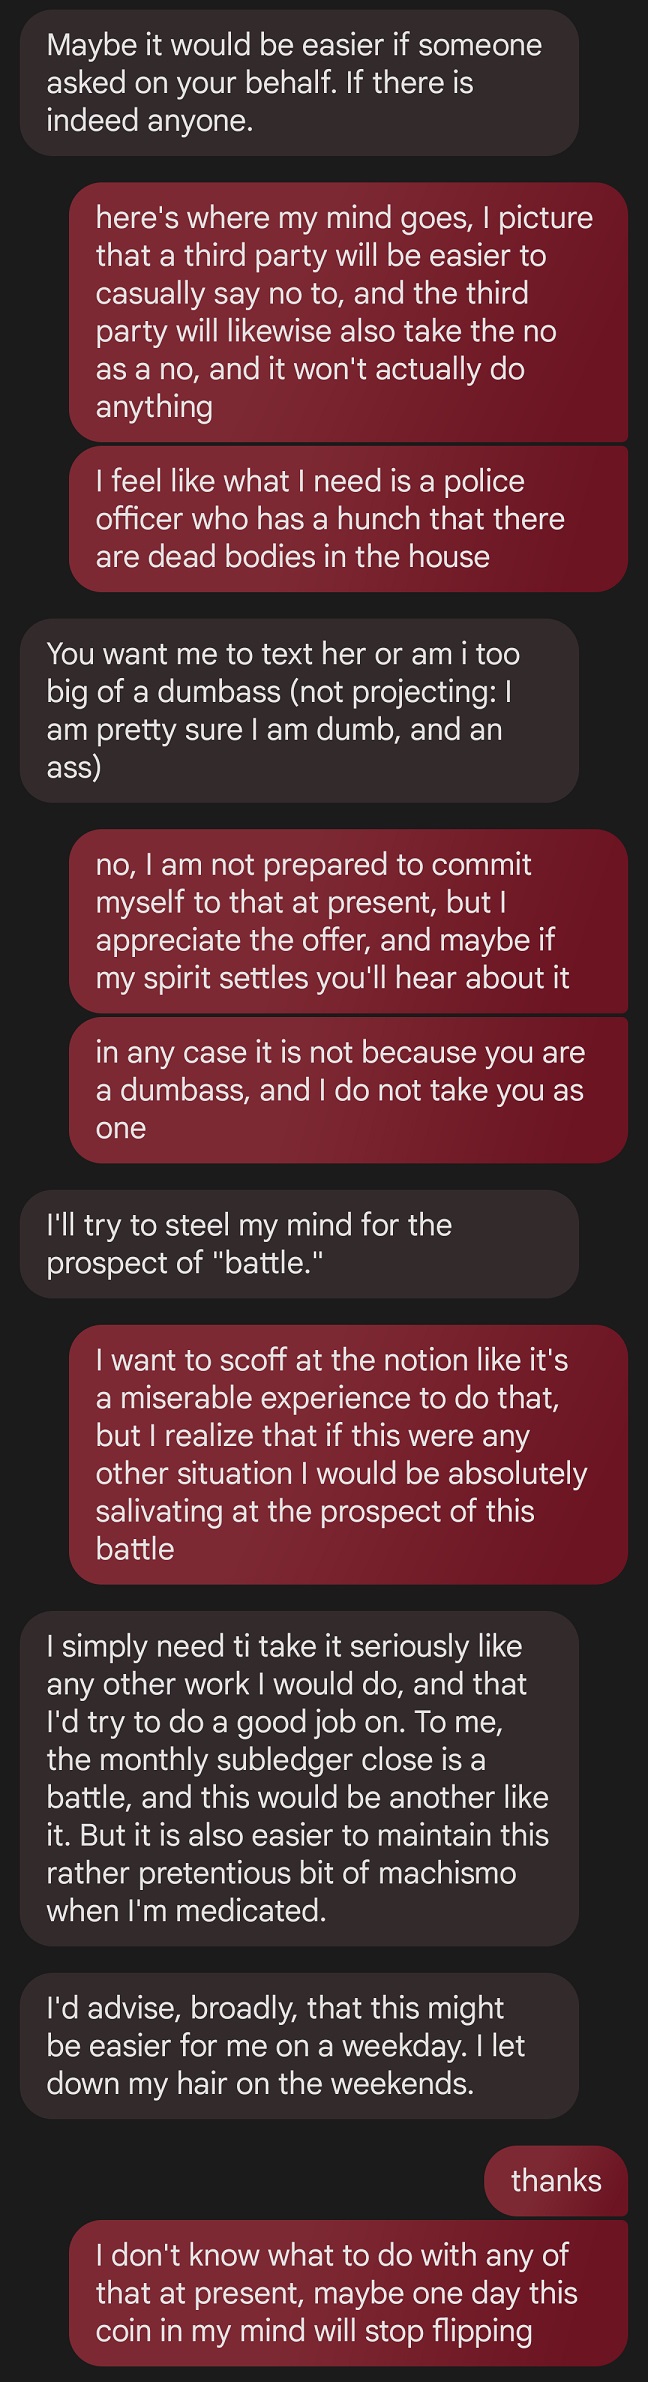 Maybe it would be easier if someone
asked on your behalf. If there is
indeed anyone.
here's where my mind goes, I picture
that a third party will be easier to
casually say no to, and the third
party will likewise also take the no
as a no, and it won't actually do
anything
I feel like what I need is a police
officer who has a hunch that there
are dead bodies in the house
You want me to text her or am i too
big of a dumbass (not projecting: I
am pretty sure I am dumb, and an
ass)
no, I am not prepared to commit
myself to that at present, but I
appreciate the offer, and maybe if
my spirit settles you'll hear about it
in any case it is not because you are
a dumbass, and I do not take you as
one
I'll try to steel my mind for the
prospect of "battle."
I want to scoff at the notion like it's
a miserable experience to do that,
but I realize that if this were any
other situation I would be absolutely
salivating at the prospect of this
battle
I simply need ti take it seriously like
any other work I would do, and that
I'd try to do a good job on. To me,
the monthly subledger close is a
battle, and this would be another like
it. But it is also easier to maintain this
rather pretentious bit of machismo
when I'm medicated.
I'd advise, broadly, that this might
be easier for me on a weekday. I let
down my hair on the weekends.
thanks
I don't know what to do with any of
that at present, maybe one day this
coin in my mind will stop flipping